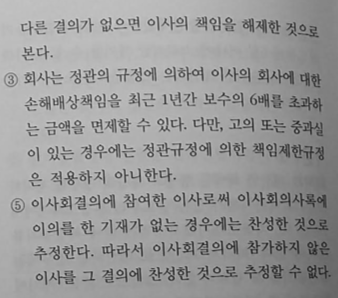 다른 결의가 없으면 이사의 책임을 해제한 것으로
본다.
③ 회사는 정관의 규정에 의하여 이사의 회사에 대한
손해배상책임을 최근 1년간 보수의 6배를 초과하
는 금액을 면제할 수 있다. 다만, 고의 또는 중과실
이 있는 경우에는 정관규정에 의한 책임제한규정
은 적용하지 아니한다.
⑤ 이사회결의에 참여한 이사로써 이사회의사록에
이의를 한 기재가 없는 경우에는 찬성한 것으로
추정한다. 따라서 이사회결의에 참가하지 않은
이사를 그 결의에 찬성한 것으로 추정할 수 없다.